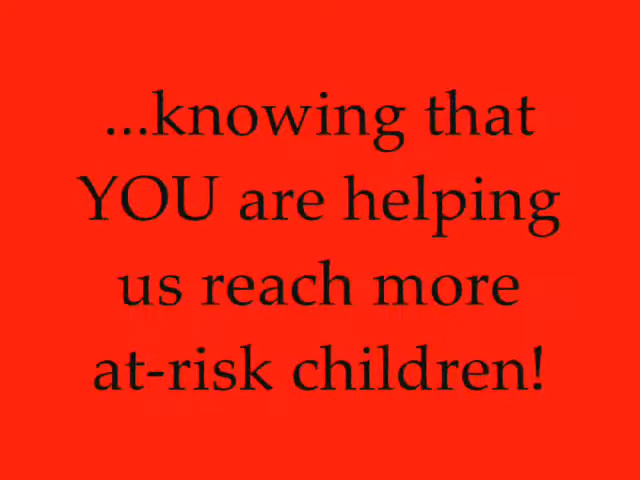 ...knowing that
YOU are helping
us reach more
at-risk children!